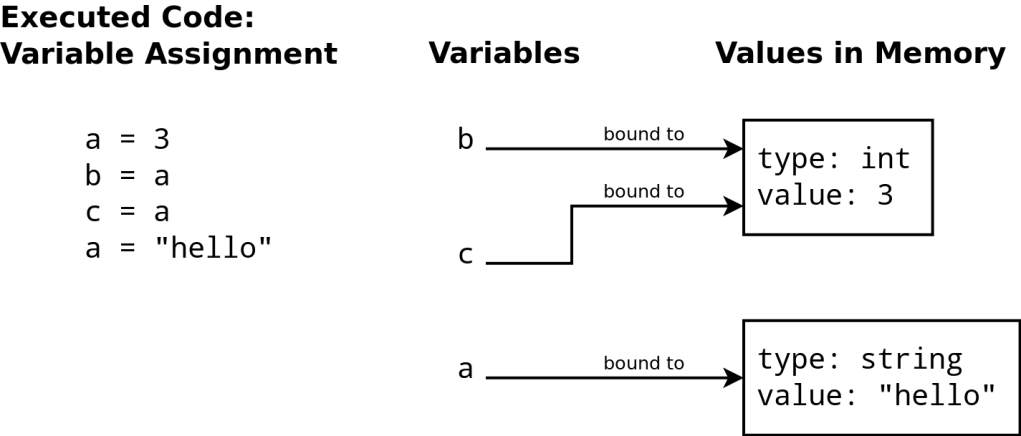 Executed Code:
Variable Assignment
a = 3
b = a
c = a
a = "hello"
Variables
b
c
a
bound to
bound to
bound to
Values in Memory
type: int
value: 3
type: string
value: "hello"